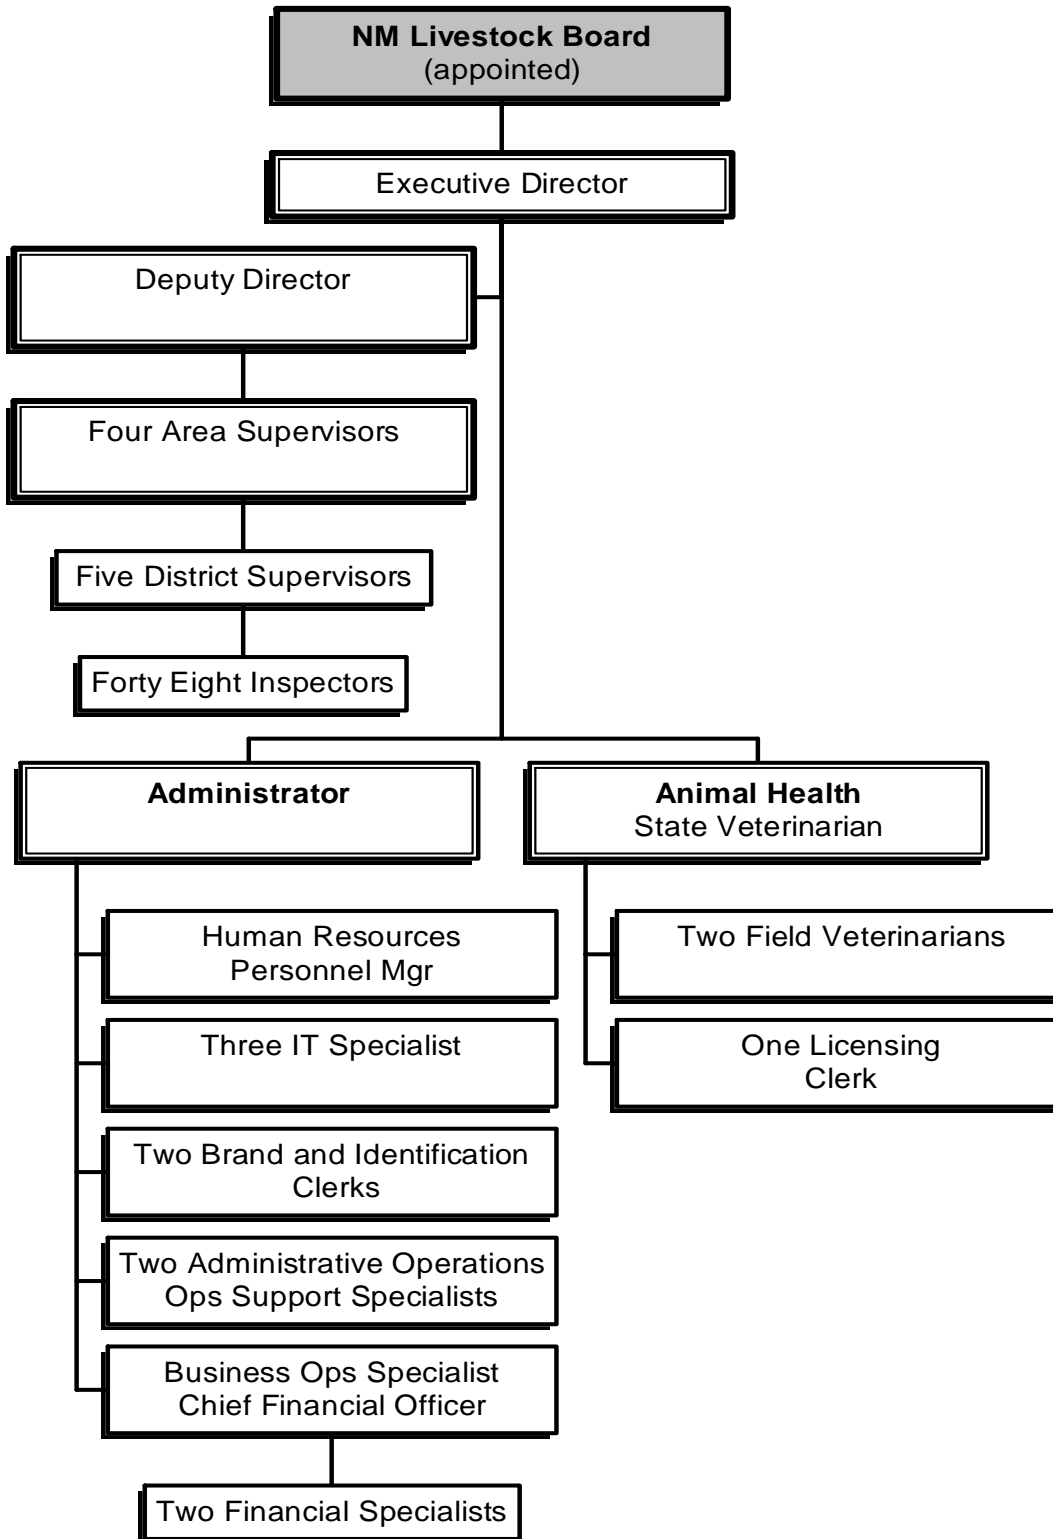 NM Livestock Board
(appointed)
Executive Director
Deputy Director
Four Area Supervisors
Five District Supervisors
Forty Eight Inspectors
Administrator
Animal Health
State Veterinarian
Human Resources
Personnel Mgr
Two Field Veterinarians
Three IT Specialist
One Licensing
Clerk
Two Brand and Identification
Clerks
Two Administrative Operations
Ops Support Specialists
Business Ops Specialist
Chief Financial Officer
Two Financial Specialists